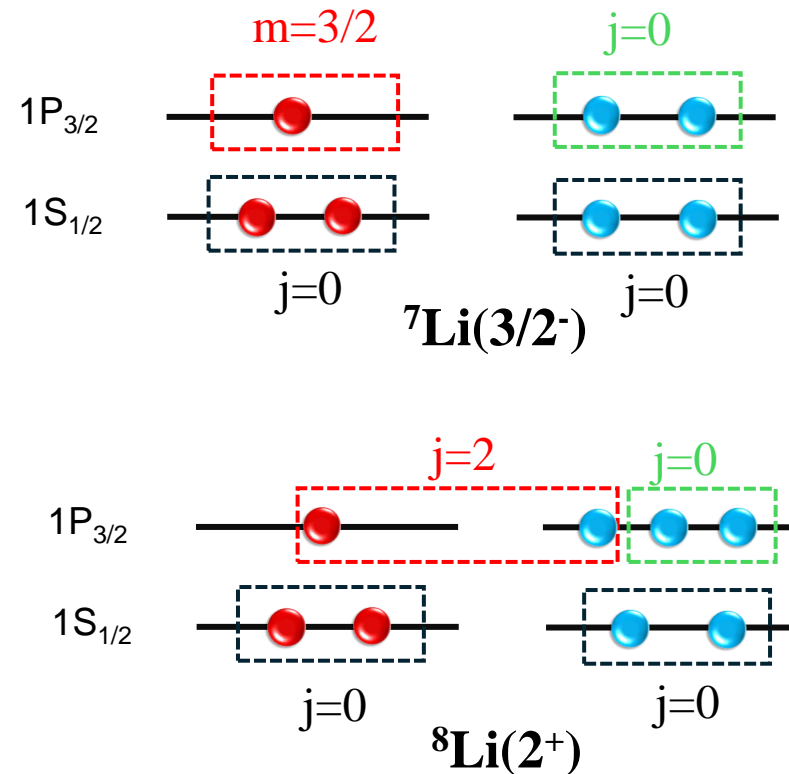 m=3/2 j=0
1P3/2
1S1/2
j=0 j=0
⁷Li(3/2⁻)
j=2 j=0
1P3/2
1S1/2
j=0 j=0
⁸Li(2⁺)